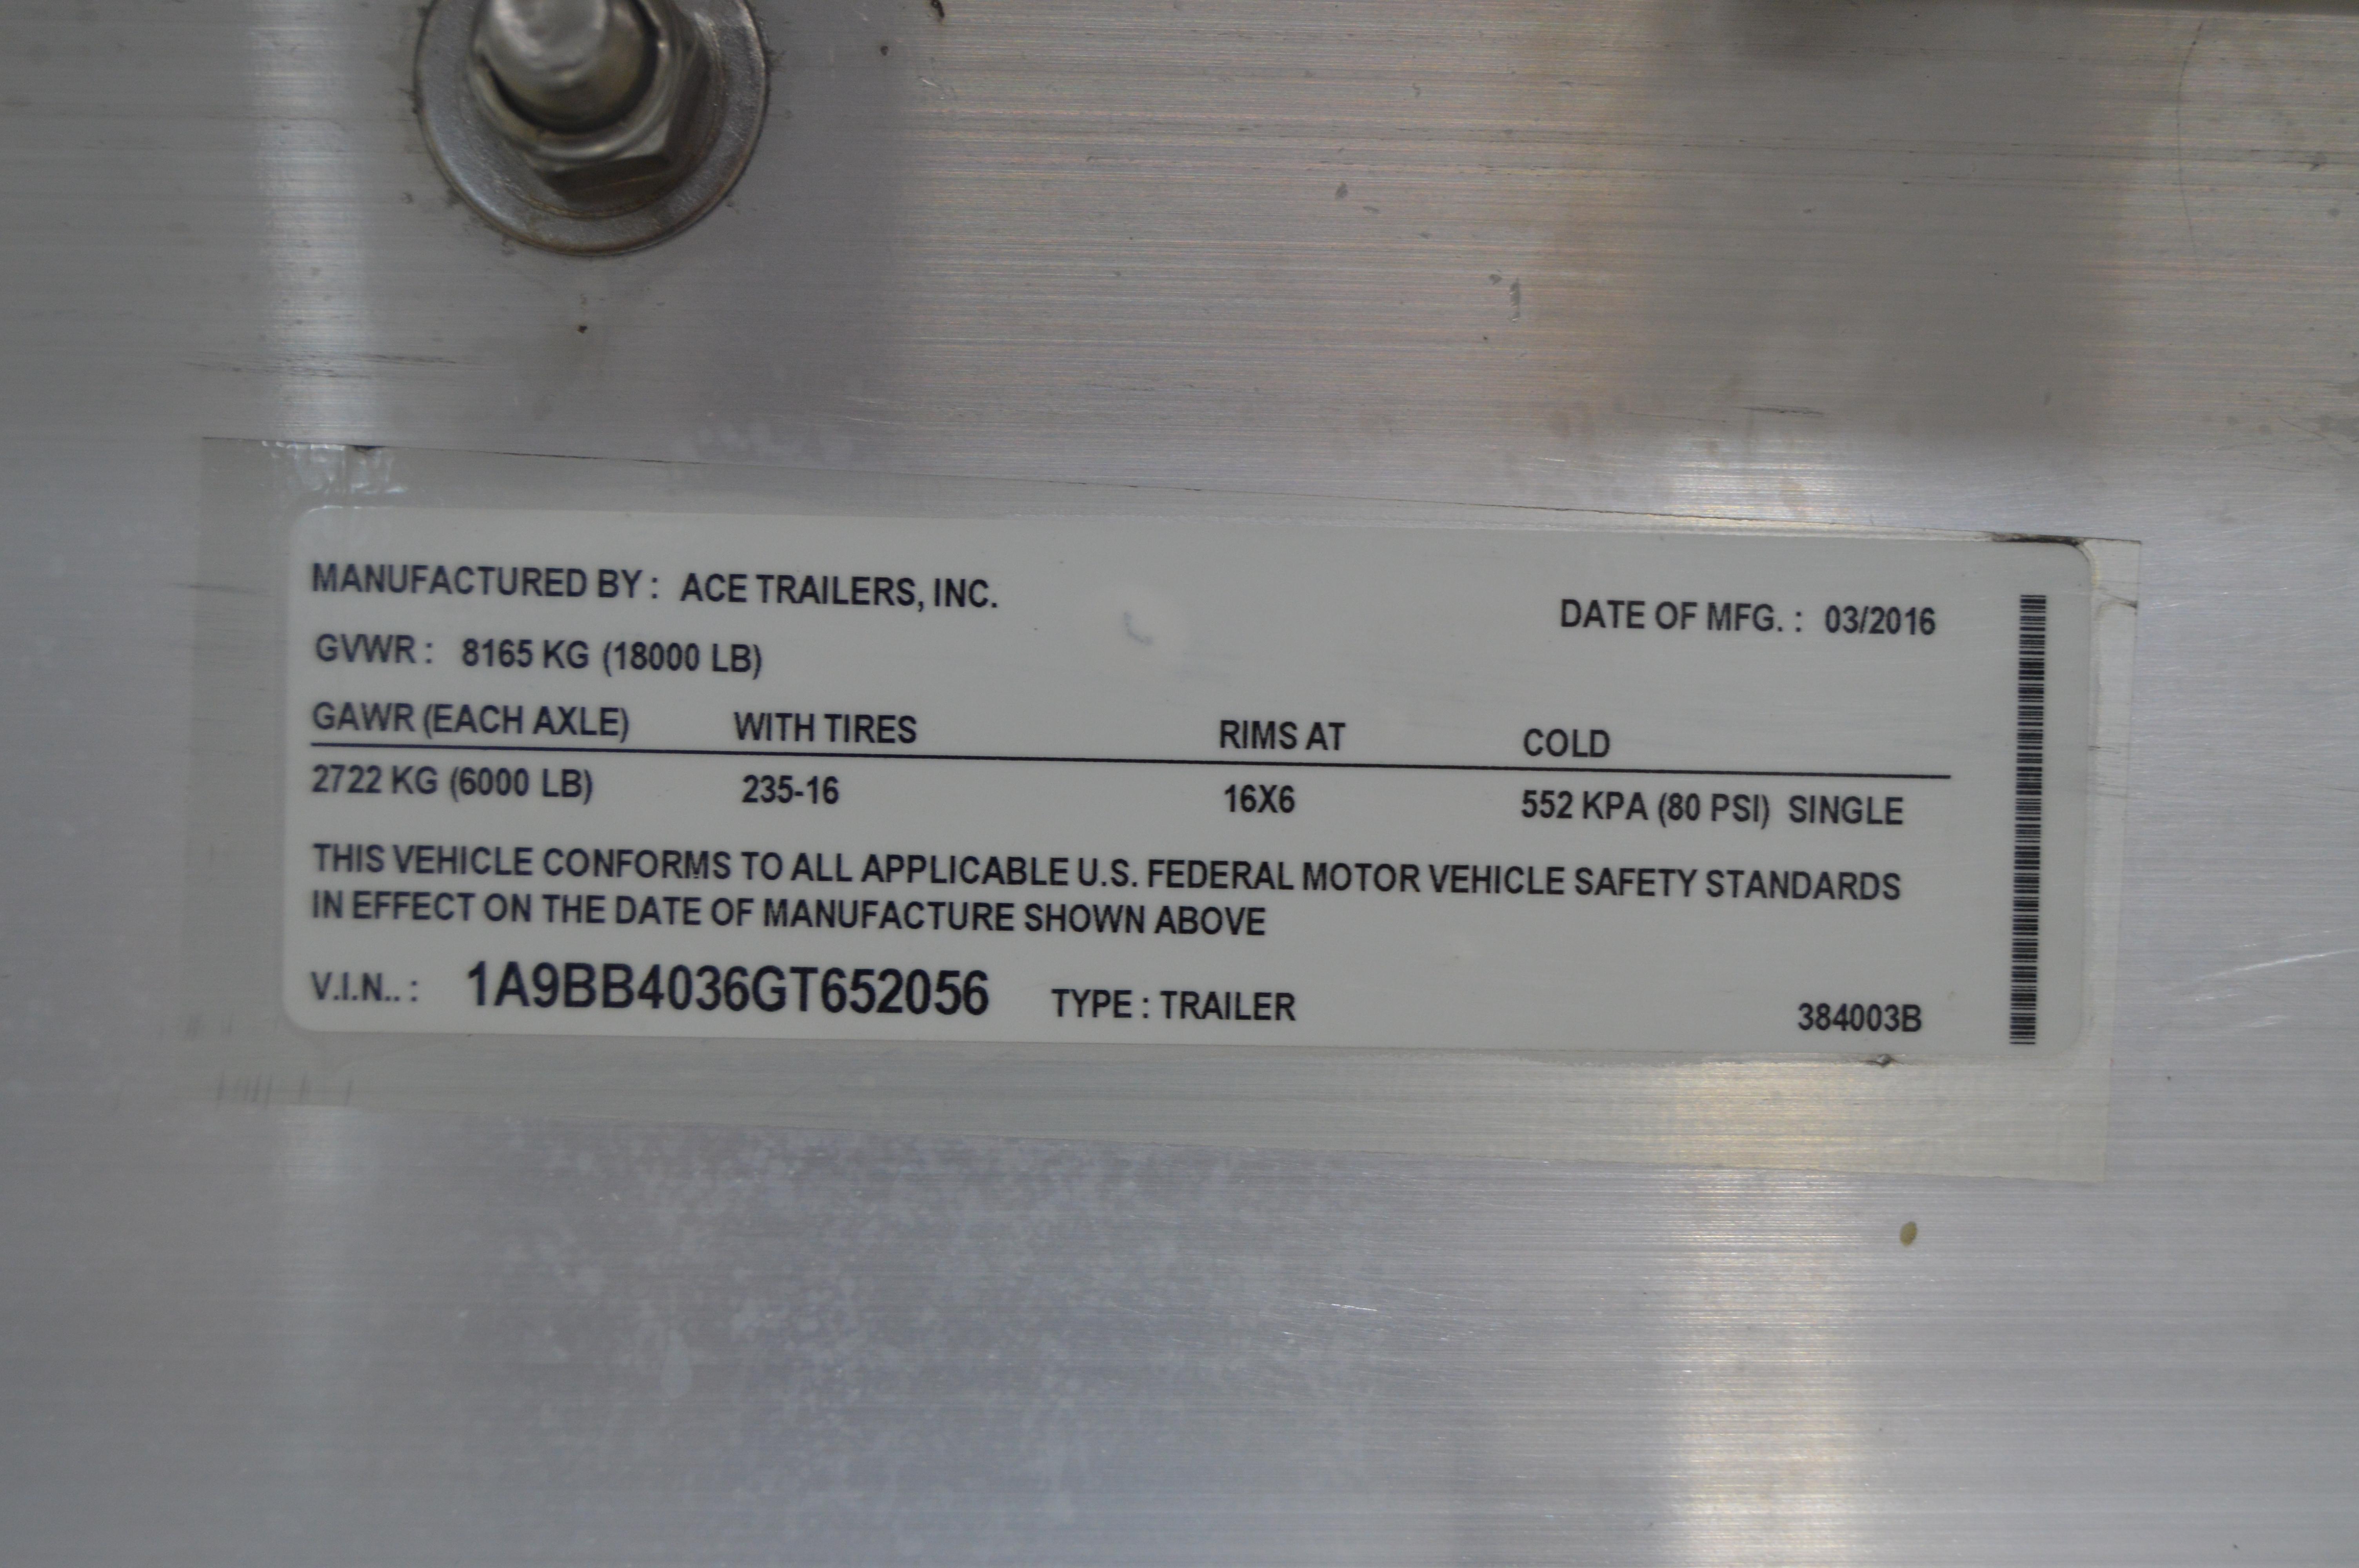 MANUFACTURED BY : ACE TRAILERS, INC.
DATE OF MFG. : 03/2016
GVWR : 8165 KG (18000 LB)
GAWR (EACH AXLE) WITH TIRES RIMS AT COLD
2722 KG (6000 LB) 235-16 16X6 552 KPA (80 PSI) SINGLE
THIS VEHICLE CONFORMS TO ALL APPLICABLE U.S. FEDERAL MOTOR VEHICLE SAFETY STANDARDS
IN EFFECT ON THE DATE OF MANUFACTURE SHOWN ABOVE
V.I.N.. : 1A9BB4036GT652056 TYPE : TRAILER 384003B